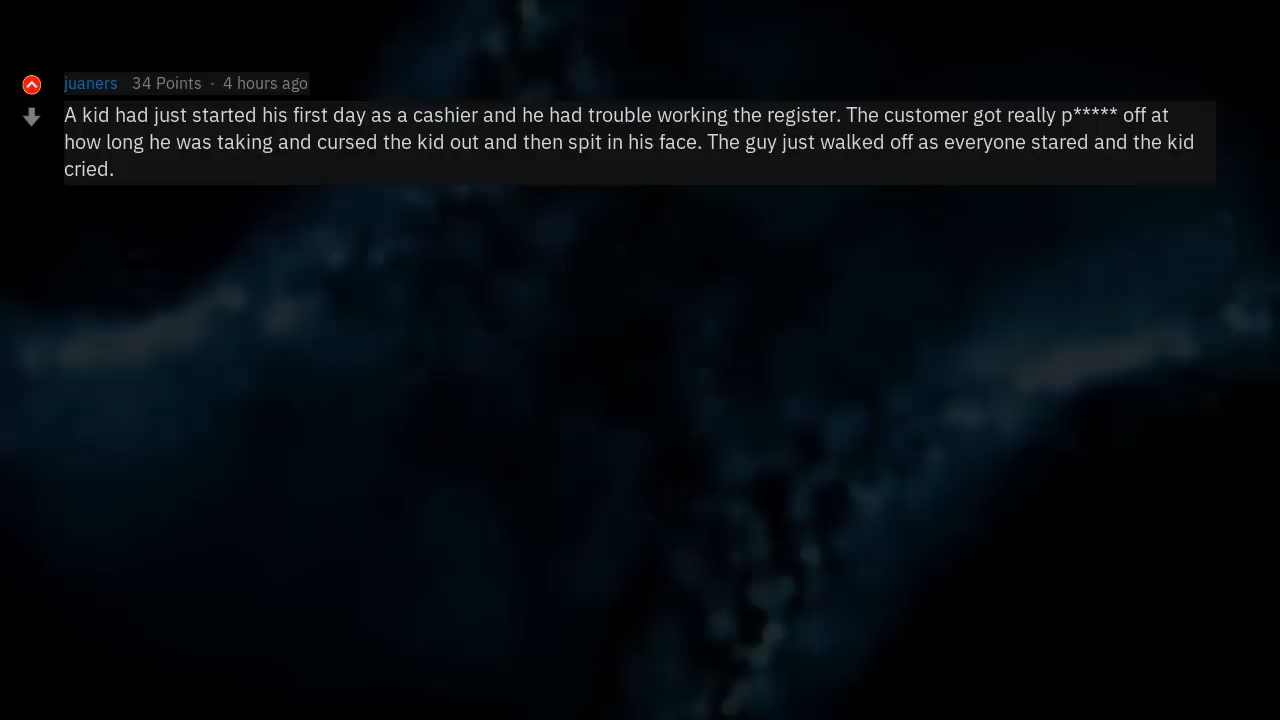 juaners 34 Points · 4 hours ago
A kid had just started his first day as a cashier and he had trouble working the register. The customer got really p***** off at
how long he was taking and cursed the kid out and then spit in his face. The guy just walked off as everyone stared and the kid
cried.